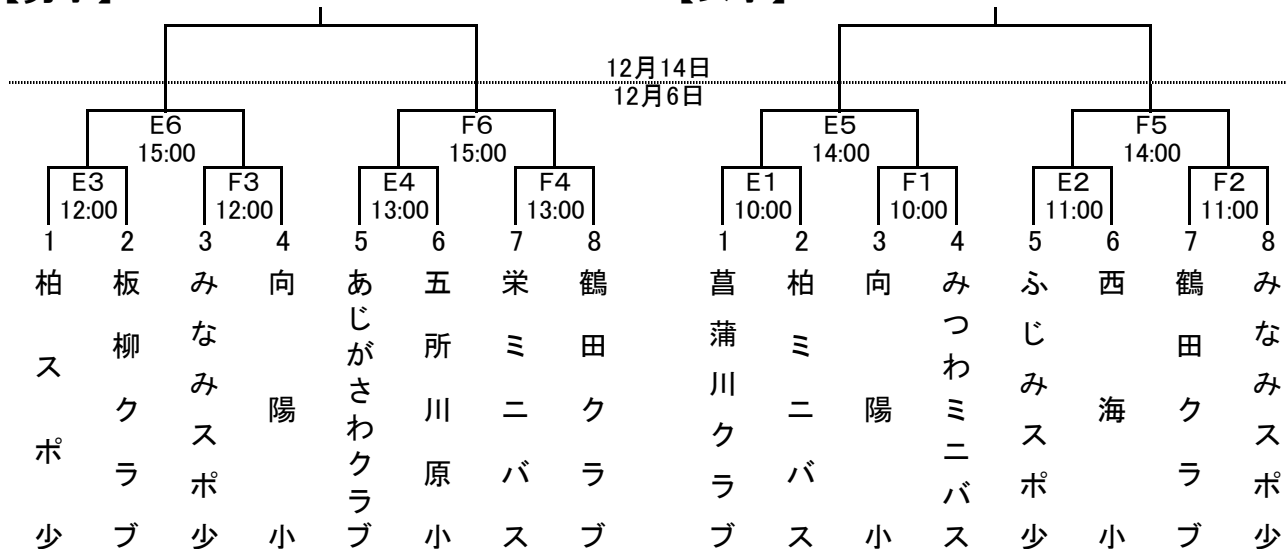 12月14日
12月6日
E6
15:00
F6
15:00
E5
14:00
F5
14:00
E3
12:00
F3
12:00
E4
13:00
F4
13:00
E1
10:00
F1
10:00
E2
11:00
F2
11:00
1 2 3 4 5 6 7 8
1 2 3 4 5 6 7 8
柏スポ少
板柳クラブ
みなみスポ少
向陽小
あじがさわクラブ
五所川原小
栄ミニバス
鶴田クラブ
菖蒲川クラブ
柏ミニバス
向陽小
みつわミニバス
ふじみスポ少
西海小
鶴田クラブ
みなみスポ少